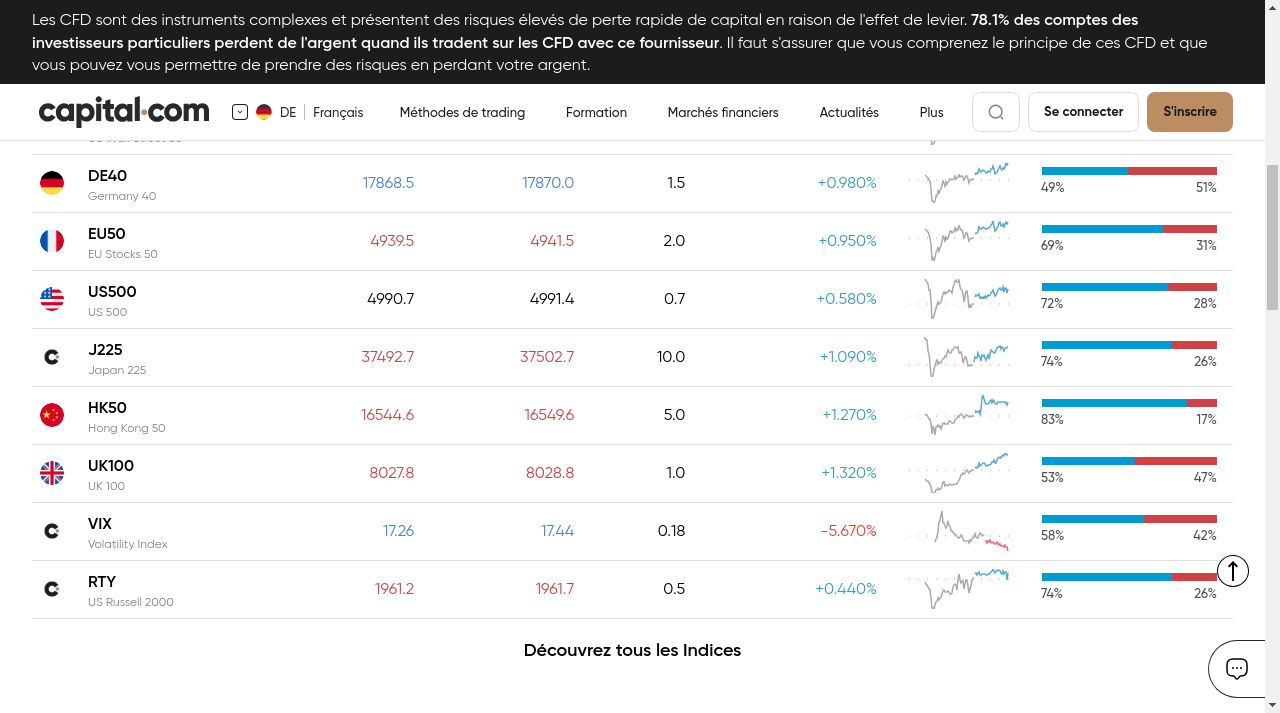 Les CFD sont des instruments complexes et présentent des risques élevés de perte rapide de capital en raison de l'effet de levier. 78.1% des comptes des
investisseurs particuliers perdent de l'argent quand ils tradent sur les CFD avec ce fournisseur. Il faut s'assurer que vous comprenez le principe de ces CFD et que
vous pouvez vous permettre de prendre des risques en perdant votre argent.
capital.com DE Français Méthodes de trading Formation Marchés financiers Actualités Plus Se connecter S'inscrire
DE40 17868.5 17870.0 1.5 +0.980%
Germany 40 49% 51%
EU50 4939.5 4941.5 2.0 +0.950%
EU Stocks 50 69% 31%
US500 4990.7 4991.4 0.7 +0.580%
US 500 72% 28%
J225 37492.7 37502.7 10.0 +1.090%
Japan 225 74% 26%
HK50 16544.6 16549.6 5.0 +1.270%
Hong Kong 50 83% 17%
UK100 8027.8 8028.8 1.0 +1.320%
UK 100 53% 47%
VIX 17.26 17.44 0.18 -5.670%
Volatility Index 58% 42%
RTY 1961.2 1961.7 0.5 +0.440%
US Russell 2000 74% 26%
Découvrez tous les Indices